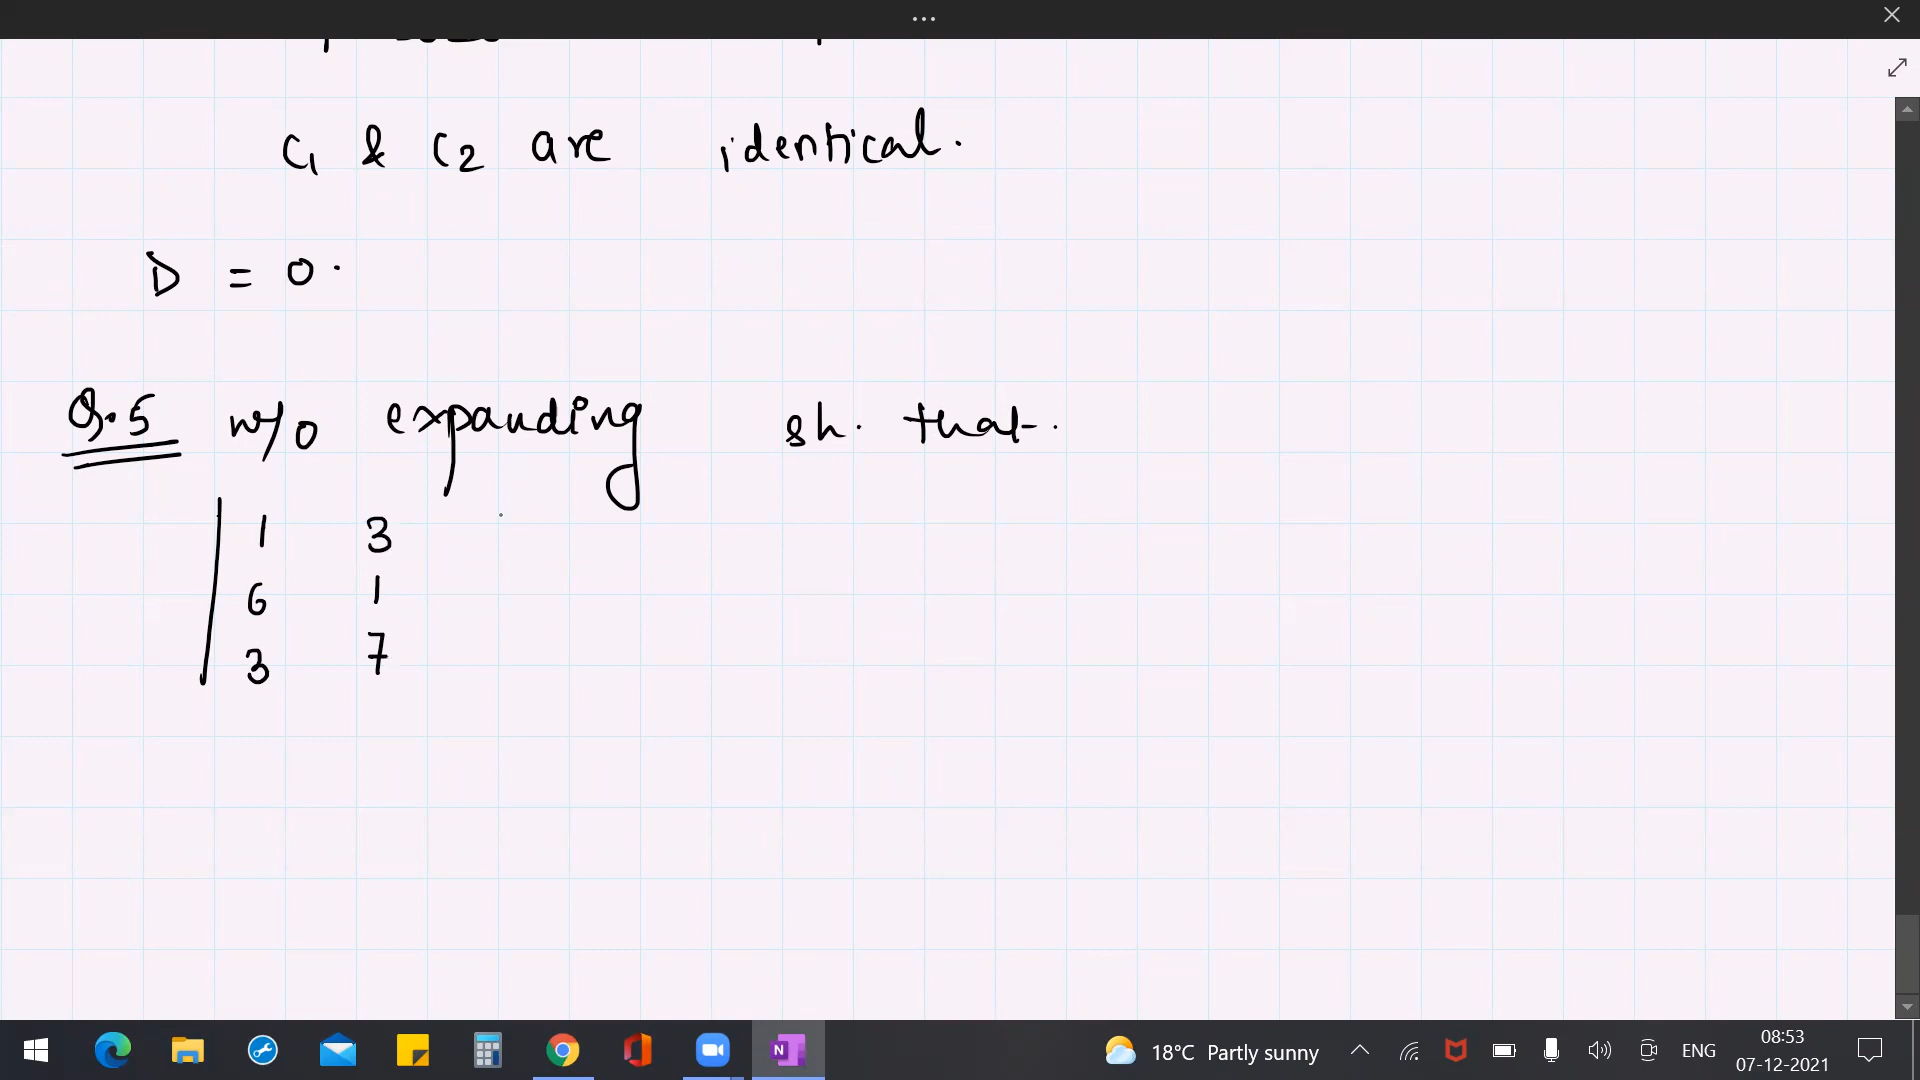 C1 & C2 are identical.
D = 0.
Q.5 w/o expanding sh. that.
1 3
6 1
3 7
18°C Partly sunny
ENG
08:53
07-12-2021